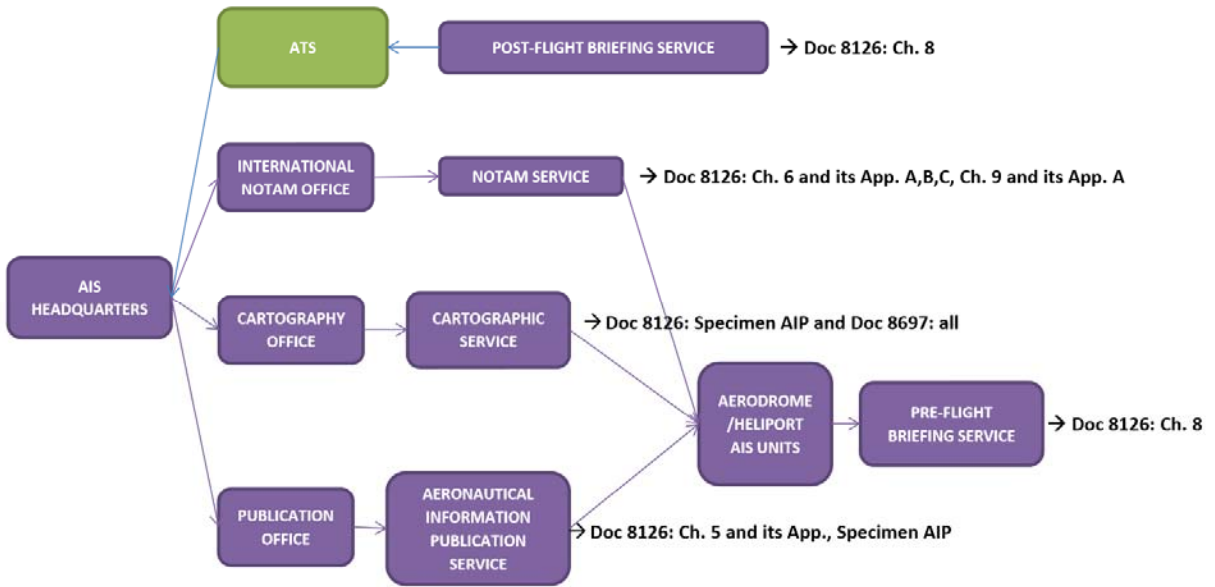 ATS
POST-FLIGHT BRIEFING SERVICE
→ Doc 8126: Ch. 8
INTERNATIONAL
NOTAM OFFICE
NOTAM SERVICE
→ Doc 8126: Ch. 6 and its App. A,B,C, Ch. 9 and its App. A
AIS
HEADQUARTERS
CARTOGRAPHY
OFFICE
CARTOGRAPHIC
SERVICE
→ Doc 8126: Specimen AIP and Doc 8697: all
AERODROME
/HELIPORT
AIS UNITS
PRE-FLIGHT
BRIEFING SERVICE
→ Doc 8126: Ch. 8
PUBLICATION
OFFICE
AERONAUTICAL
INFORMATION
PUBLICATION
SERVICE
→ Doc 8126: Ch. 5 and its App., Specimen AIP